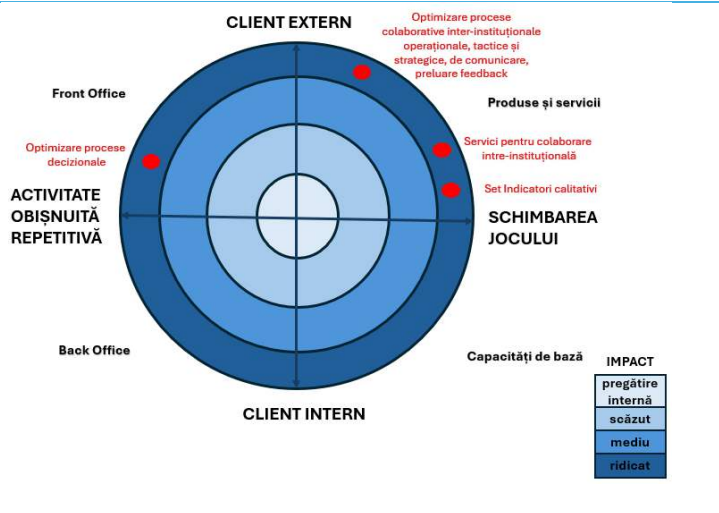 CLIENT EXTERN
Optimizare procese
colaborative inter-instituționale
operaționale, tactice și
strategice, de comunicare,
preluare feedback
Front Office
Produse și servicii
Optimizare procese
decizionale
Servici pentru colaborare
intre-instituțională
Set Indicatori calitativi
ACTIVITATE
OBIȘNUITĂ
REPETITIVĂ
SCHIMBAREA
JOCULUI
Back Office
Capacități de bază
CLIENT INTERN
IMPACT
pregătire
internă
scăzut
mediu
ridicat